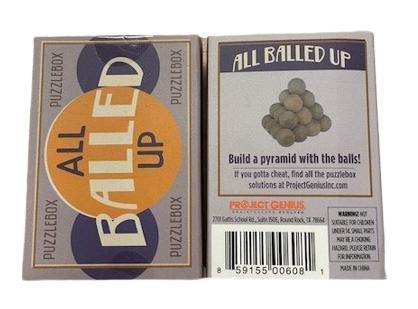 PUZZLEBOX
PUZZLEBOX
ALL
BALLED
UP
PUZZLEBOX
PUZZLEBOX
ALL BALLED UP
Build a pyramid with the balls!
If you gotta cheat, find all the puzzlebox
solutions at ProjectGeniusInc.com
PROJECT GENIUS
2701 Gattis School Rd., Suite 150E, Round Rock, TX 78664
WARNING: NOT
SUITABLE FOR CHILDREN
UNDER 14. SMALL PARTS
MAY BE A CHOKING
HAZARD. PLEASE RETAIN
FOR INFORMATION.
MADE IN CHINA
8 59155 00608 1